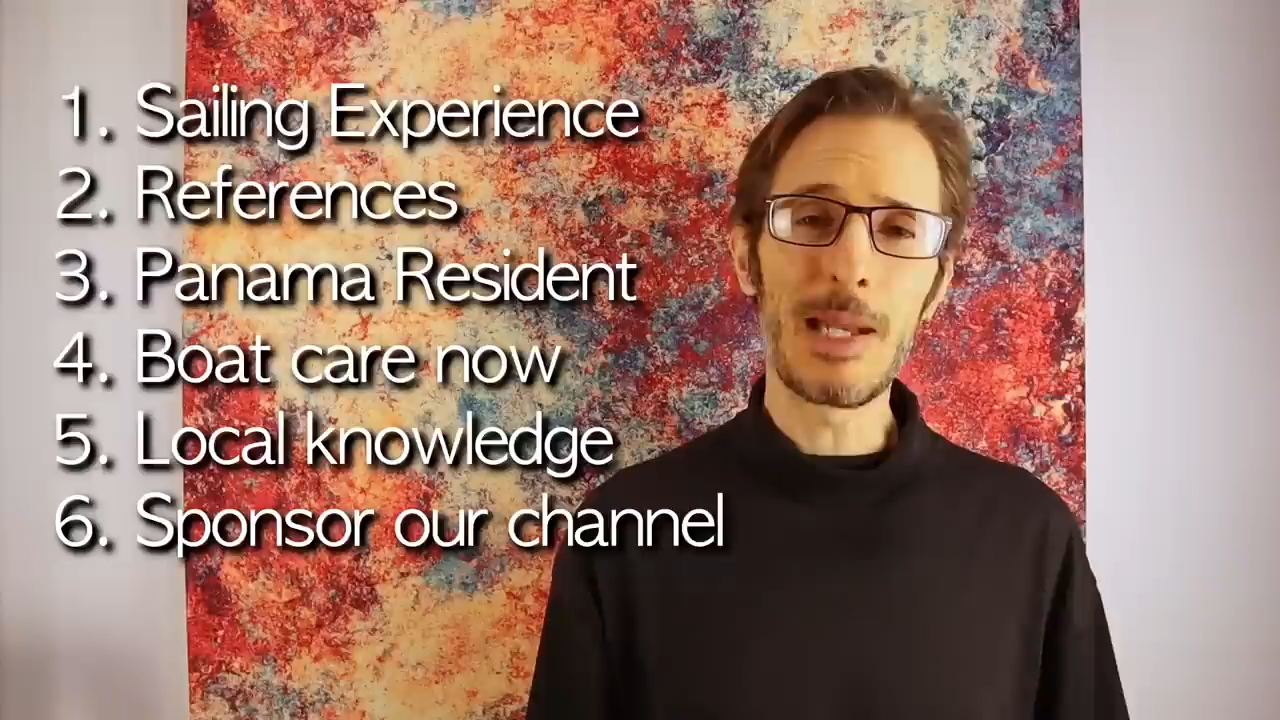 1. Sailing Experience
2. References
3. Panama Resident
4. Boat care now
5. Local knowledge
6. Sponsor our channel